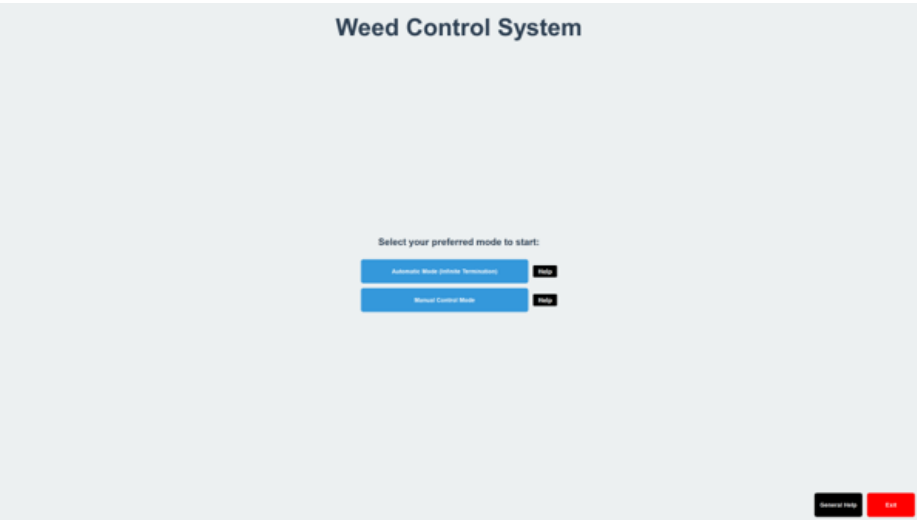 Weed Control System
Select your preferred mode to start:
Automatic Mode (Infinite Termination)
Help
Manual Control Mode
Help
General Help
Exit